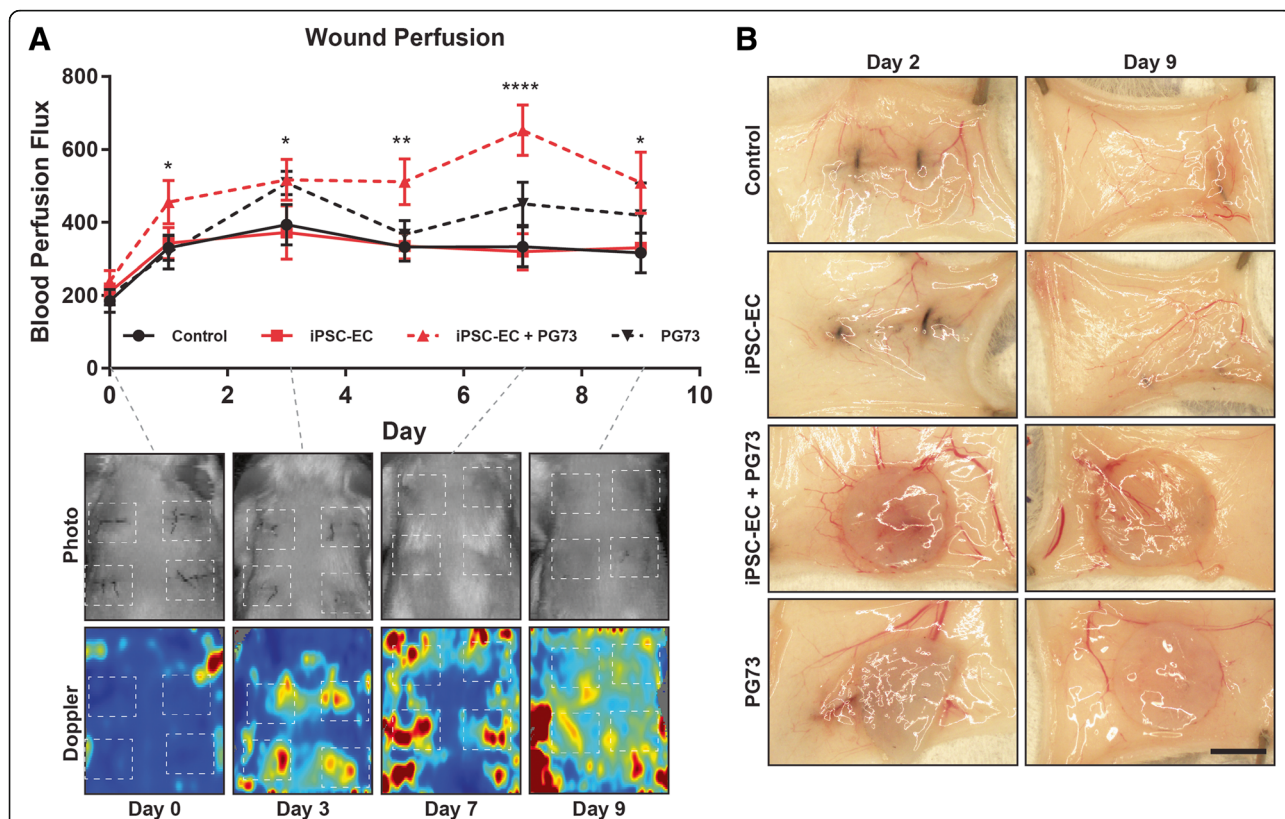 A
Wound Perfusion
Blood Perfusion Flux
800
600
400
200
0
*
*
**
****
*
Control
iPSC-EC
iPSC-EC + PG73
PG73
0
2
4
6
8
10
Day
Photo
Doppler
Day 0
Day 3
Day 7
Day 9
B
Day 2
Day 9
Control
iPSC-EC
iPSC-EC + PG73
PG73